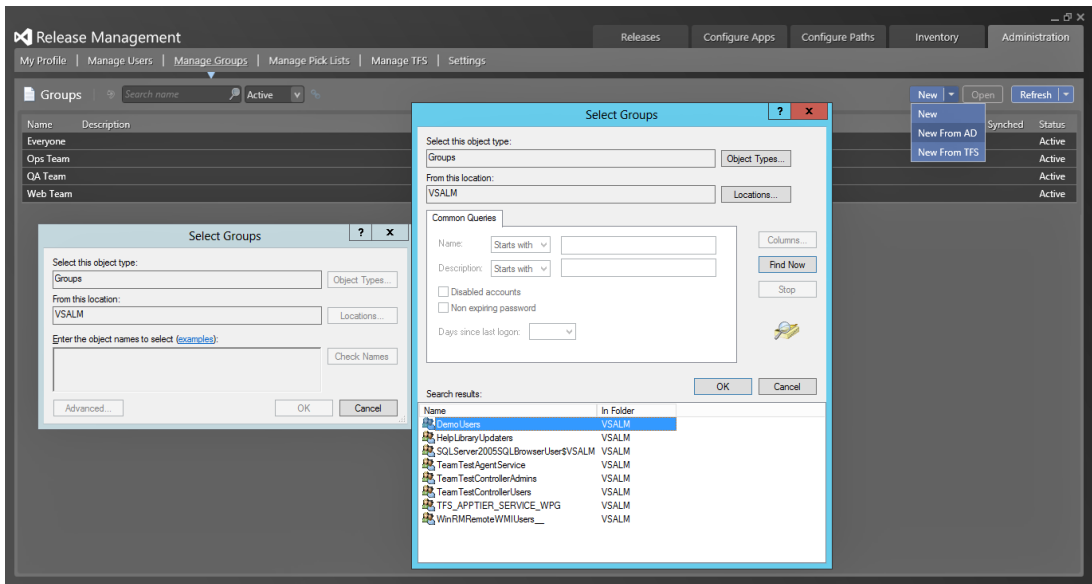 Release Management
Releases Configure Apps Configure Paths Inventory Administration
My Profile | Manage Users | Manage Groups | Manage Pick Lists | Manage TFS | Settings
Groups Search name Active New Open Refresh
New
New From AD
New From TFS
Name Description Synched Status
Everyone Active
Ops Team Active
QA Team Active
Web Team Active
Select Groups ? x
Select this object type:
Groups Object Types...
From this location:
VSALM Locations...
Enter the object names to select (examples):
Check Names
Advanced... OK Cancel
Select Groups ? x
Select this object type:
Groups Object Types...
From this location:
VSALM Locations...
Common Queries
Name: Starts with Columns...
Description: Starts with Find Now
Disabled accounts Stop
Non expiring password
Days since last logon:
OK Cancel
Search results:
Name In Folder
DemoUsers VSALM
HelpLibraryUpdaters VSALM
SQLServer2005SQLBrowserUser$VSALM VSALM
TeamTestAgentService VSALM
TeamTestControllerAdmins VSALM
TeamTestControllerUsers VSALM
TFS_APPTIER_SERVICE_WPG VSALM
WinRMRemoteWMIUsers__ VSALM